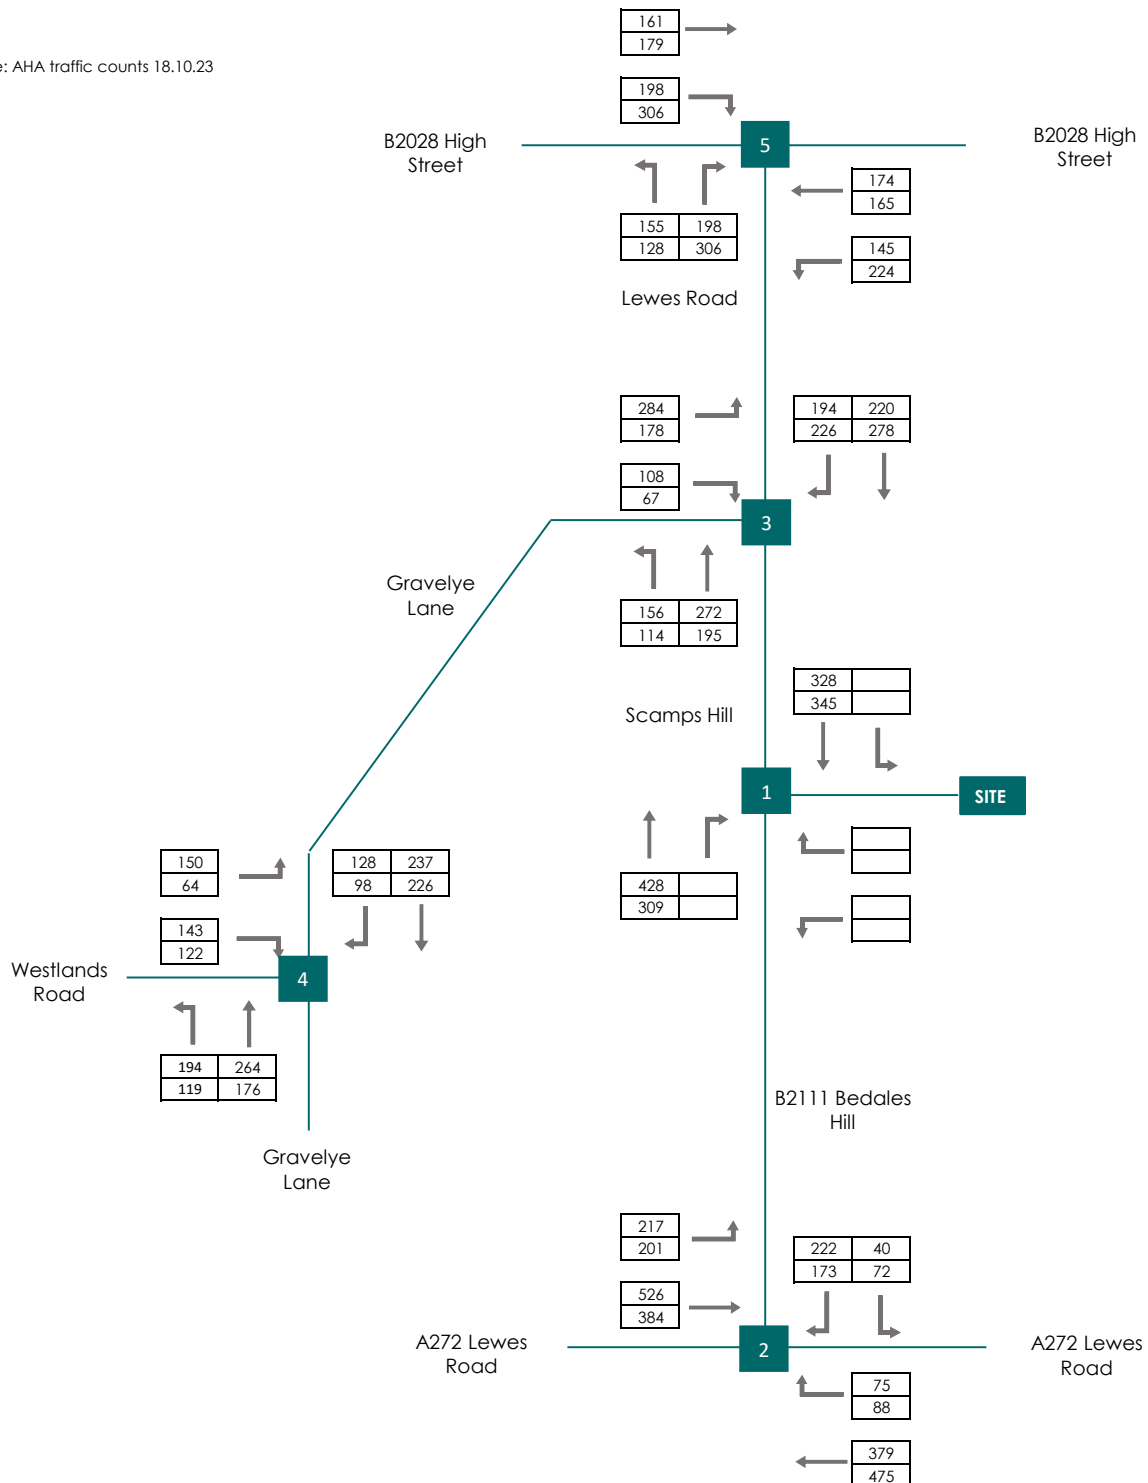 161
179
e: AHA traffic counts 18.10.23
198
306
B2028 High
Street
5
B2028 High
Street
174
165
155 198
128 306
145
224
Lewes Road
284
178
194 220
226 278
108
67
3
Gravelye
Lane
156 272
114 195
328
345
Scamps Hill
1
SITE
150
64
128 237
98 226
428
309
143
122
Westlands
Road
4
194 264
119 176
B2111 Bedales
Hill
Gravelye
Lane
217
201
222 40
173 72
526
384
A272 Lewes
Road
2
A272 Lewes
Road
75
88
379
475